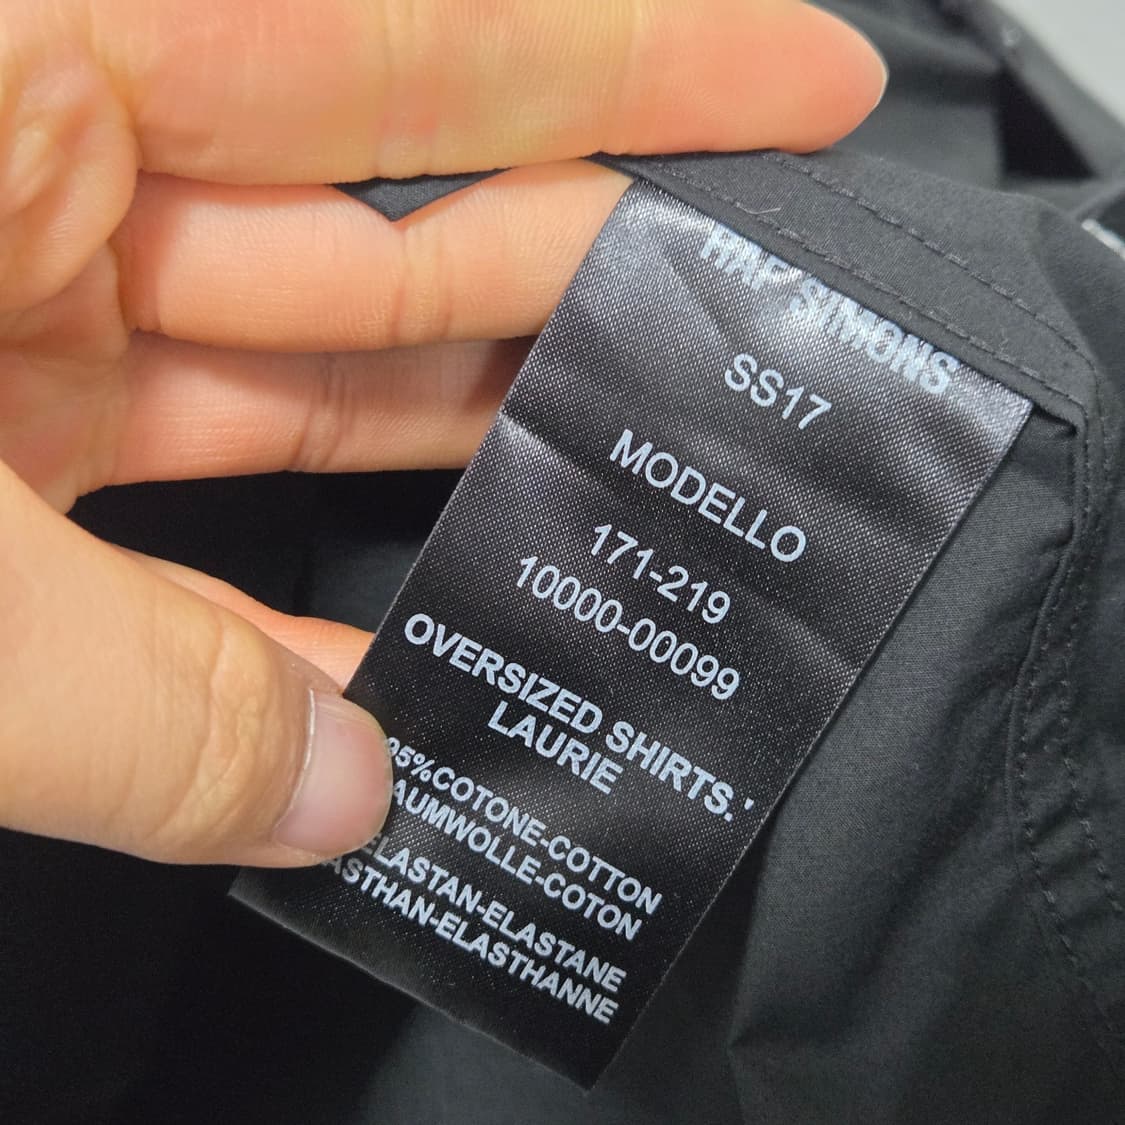 RAF SIMONS
SS17
MODELLO
171-219
10000-00099
OVERSIZED SHIRTS.'
LAURIE
95%COTONE-COTTON
AUMWOLLE-COTON
ELASTAN-ELASTANE
ASTHAN-ELASTHANNE